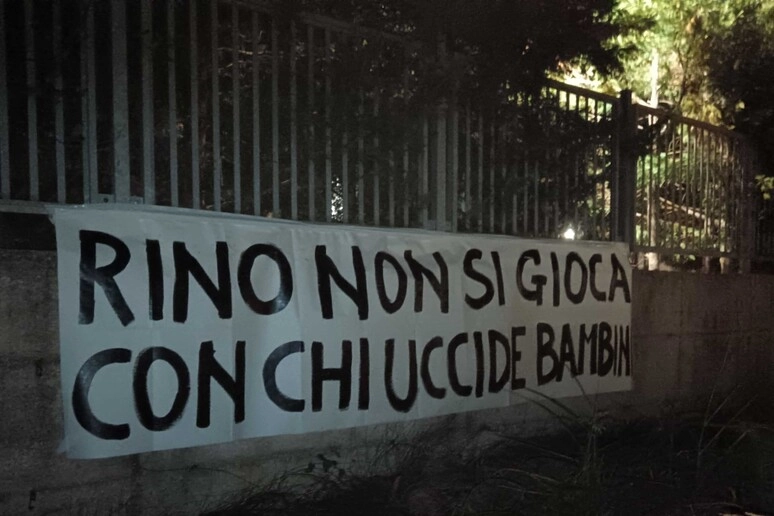 RINO NON SI GIOCA
CON CHI UCCIDE BAMBIN